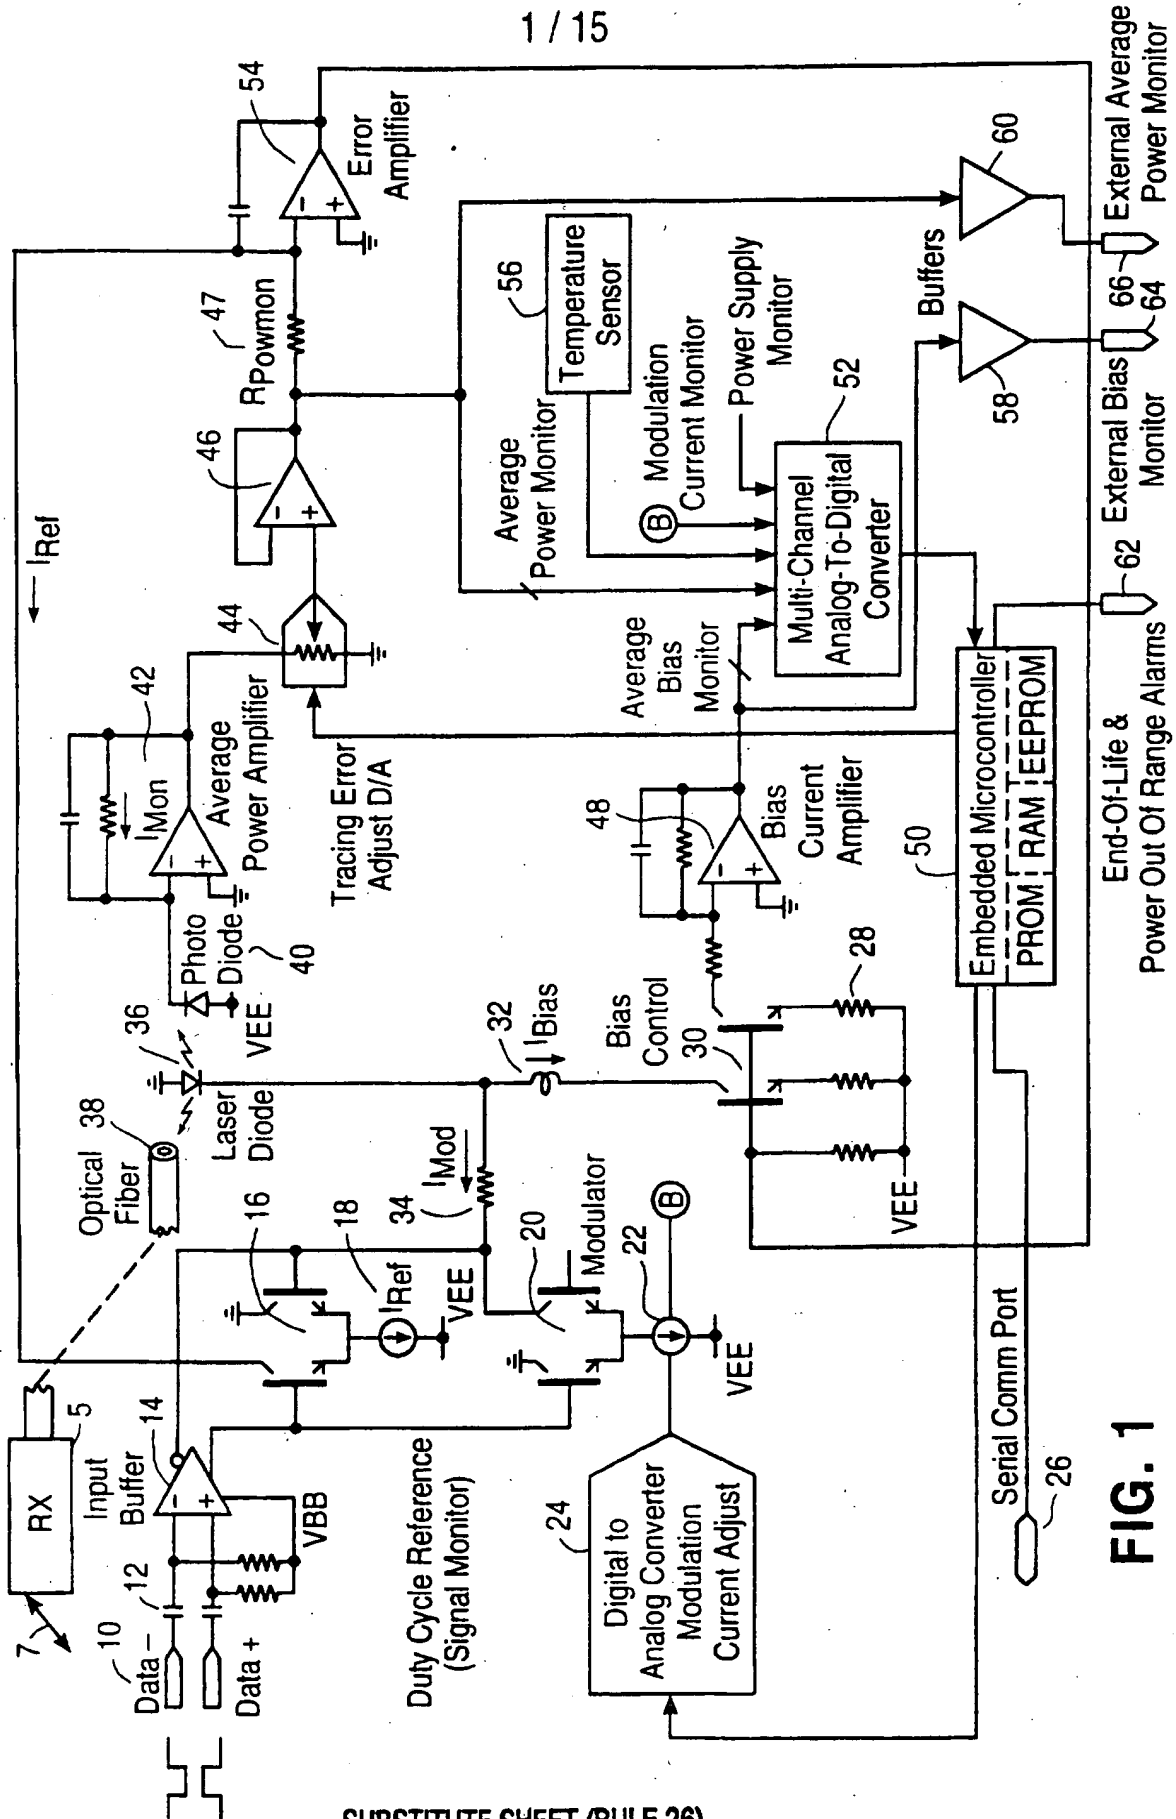 1 / 15
RX
5
7
Optical
Fiber
38
36
Laser
Diode
VEE
Photo
Diode
40
IMon
42
Average
Power Amplifier
IRef
44
Tracing Error
Adjust D/A
46
RPowmon
47
54
Error
Amplifier
10
Data –
Data +
12
Input
Buffer
14
VBB
16
18
IRef
VEE
Duty Cycle Reference
(Signal Monitor)
34
IMod
32
IBias
20
Modulator
22
B
VEE
24
Digital to
Analog Converter
Modulation
Current Adjust
Bias
Control
30
28
VEE
48
Bias
Current
Amplifier
Average
Bias
Monitor
Average
Power Monitor
56
Temperature
Sensor
B
Modulation
Current Monitor
Power Supply
Monitor
52
Multi-Channel
Analog-To-Digital
Converter
Buffers
58
60
50
Embedded Microcontroller
PROM RAM EEPROM
Serial Comm Port
26
End-Of-Life &
Power Out Of Range Alarms
62
External Bias
Monitor
64
66
External Average
Power Monitor
FIG. 1
SUBSTITUTE SHEET (RULE 26)